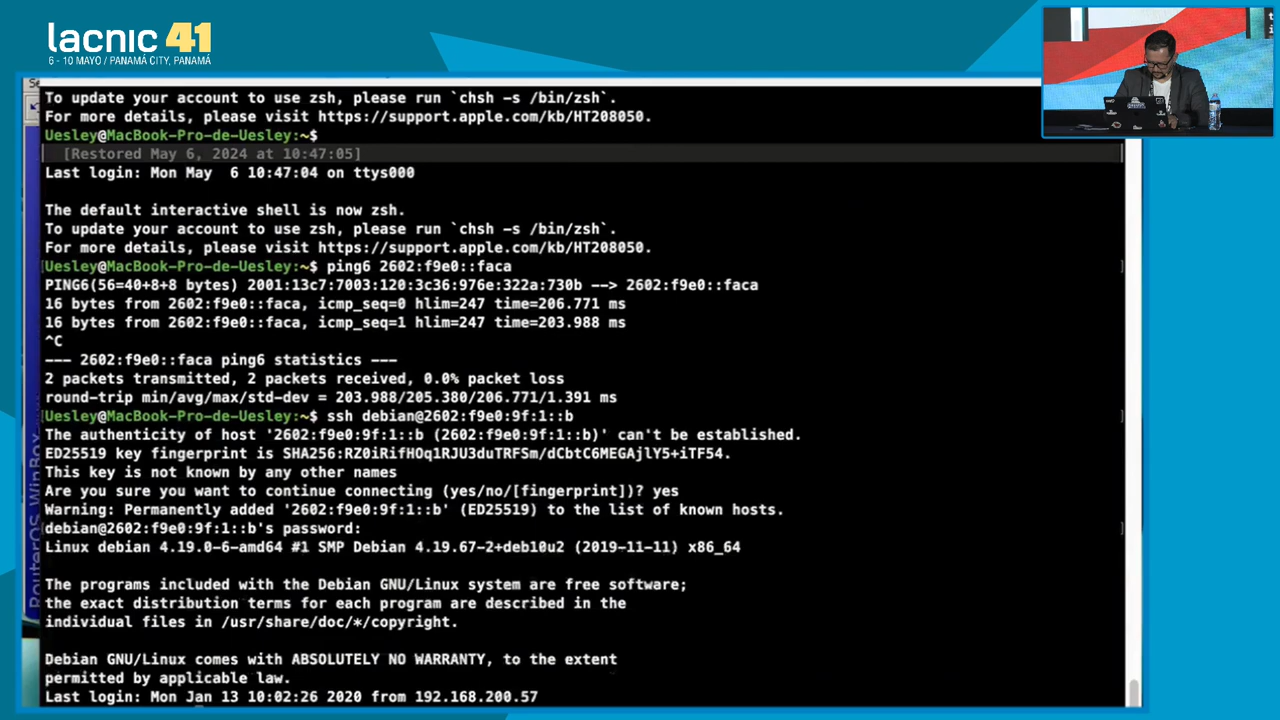 lacnic 41
6 - 10 MAYO / PANAMÁ CITY, PANAMÁ
To update your account to use zsh, please run `chsh -s /bin/zsh`.
For more details, please visit https://support.apple.com/kb/HT208050.
Uesley@MacBook-Pro-de-Uesley:~$
[Restored May 6, 2024 at 10:47:05]
Last login: Mon May  6 10:47:04 on ttys000
The default interactive shell is now zsh.
To update your account to use zsh, please run `chsh -s /bin/zsh`.
For more details, please visit https://support.apple.com/kb/HT208050.
Uesley@MacBook-Pro-de-Uesley:~$ ping6 2602:f9e0::faca
PING6(56=40+8+8 bytes) 2001:13c7:7003:120:3c36:976e:322a:730b --> 2602:f9e0::faca
16 bytes from 2602:f9e0::faca, icmp_seq=0 hlim=247 time=206.771 ms
16 bytes from 2602:f9e0::faca, icmp_seq=1 hlim=247 time=203.988 ms
^C
--- 2602:f9e0::faca ping6 statistics ---
2 packets transmitted, 2 packets received, 0.0% packet loss
round-trip min/avg/max/std-dev = 203.988/205.380/206.771/1.391 ms
Uesley@MacBook-Pro-de-Uesley:~$ ssh debian@2602:f9e0:9f:1::b
The authenticity of host '2602:f9e0:9f:1::b (2602:f9e0:9f:1::b)' can't be established.
ED25519 key fingerprint is SHA256:RZ0iRifHOq1RJU3duTRFSm/dCbtC6MEGAjlY5+iTF54.
This key is not known by any other names
Are you sure you want to continue connecting (yes/no/[fingerprint])? yes
Warning: Permanently added '2602:f9e0:9f:1::b' (ED25519) to the list of known hosts.
debian@2602:f9e0:9f:1::b's password:
Linux debian 4.19.0-6-amd64 #1 SMP Debian 4.19.67-2+deb10u2 (2019-11-11) x86_64
The programs included with the Debian GNU/Linux system are free software;
the exact distribution terms for each program are described in the
individual files in /usr/share/doc/*/copyright.
Debian GNU/Linux comes with ABSOLUTELY NO WARRANTY, to the extent
permitted by applicable law.
Last login: Mon Jan 13 10:02:26 2020 from 192.168.200.57
RouterOS WinBox